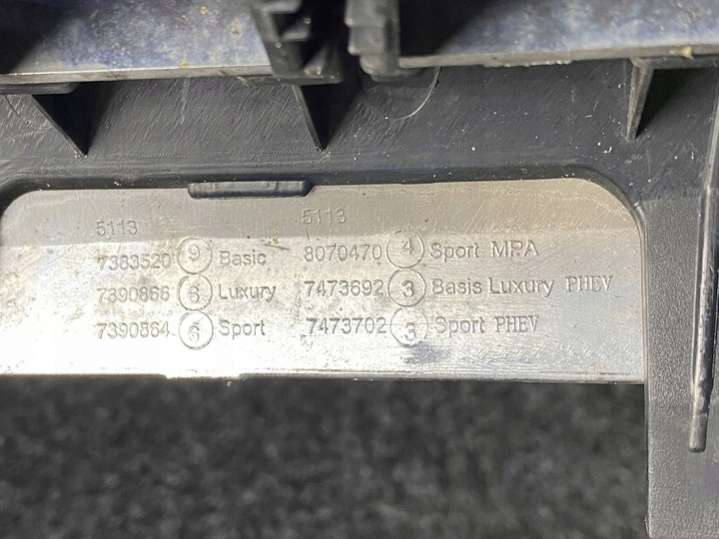 5113 5113
7383520 9 Basic 8070470 4 Sport MPA
7390866 6 Luxury 7473692 3 Basis Luxury PHEV
7390864 6 Sport 7473702 3 Sport PHEV